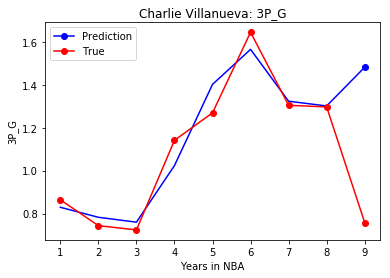 Charlie Villanueva: 3P_G
Prediction
True
3P_G
1.6
1.4
1.2
1.0
0.8
1 2 3 4 5 6 7 8 9
Years in NBA